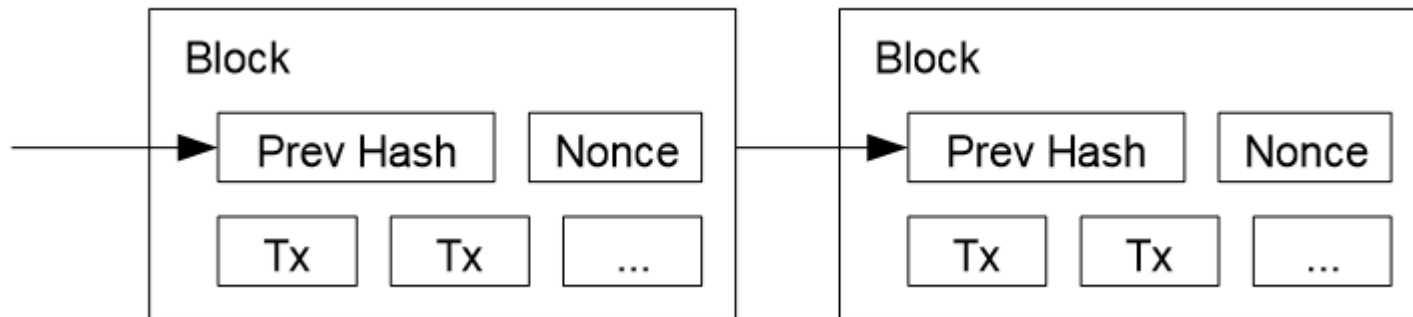 Block
Prev Hash Nonce
Tx Tx ...
Block
Prev Hash Nonce
Tx Tx ...